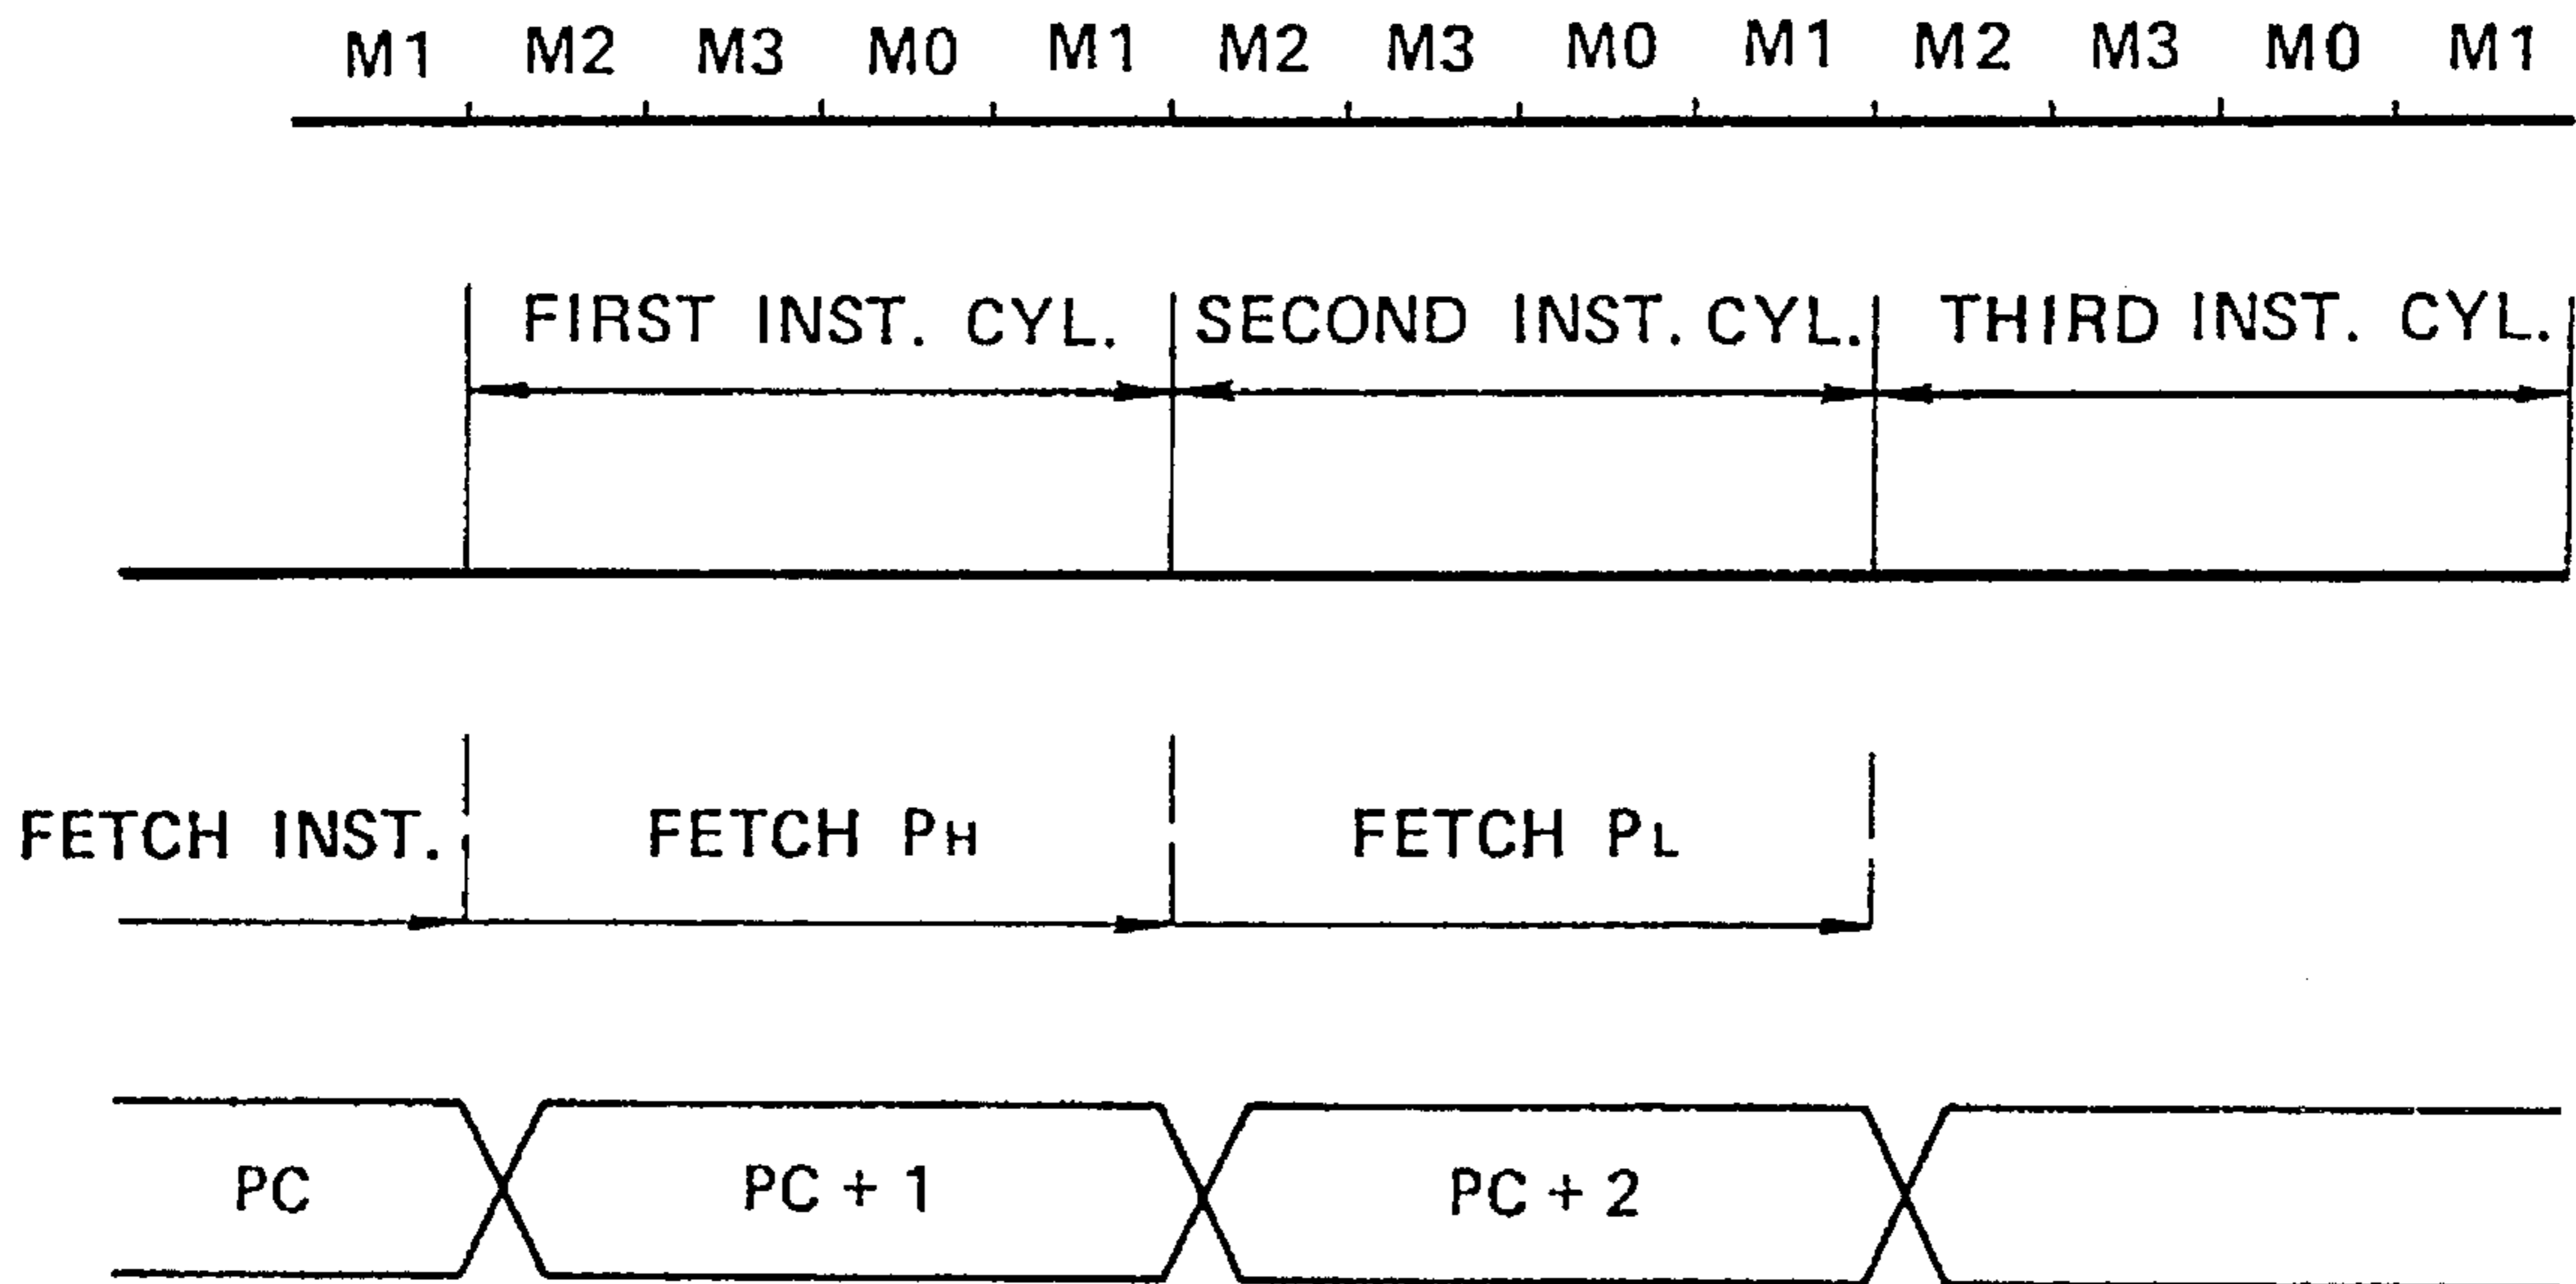 M1 M2 M3 M0 M1 M2 M3 M0 M1 M2 M3 M0 M1
FIRST INST. CYL. SECOND INST. CYL. THIRD INST. CYL.
FETCH INST. FETCH PH FETCH PL
PC PC + 1 PC + 2